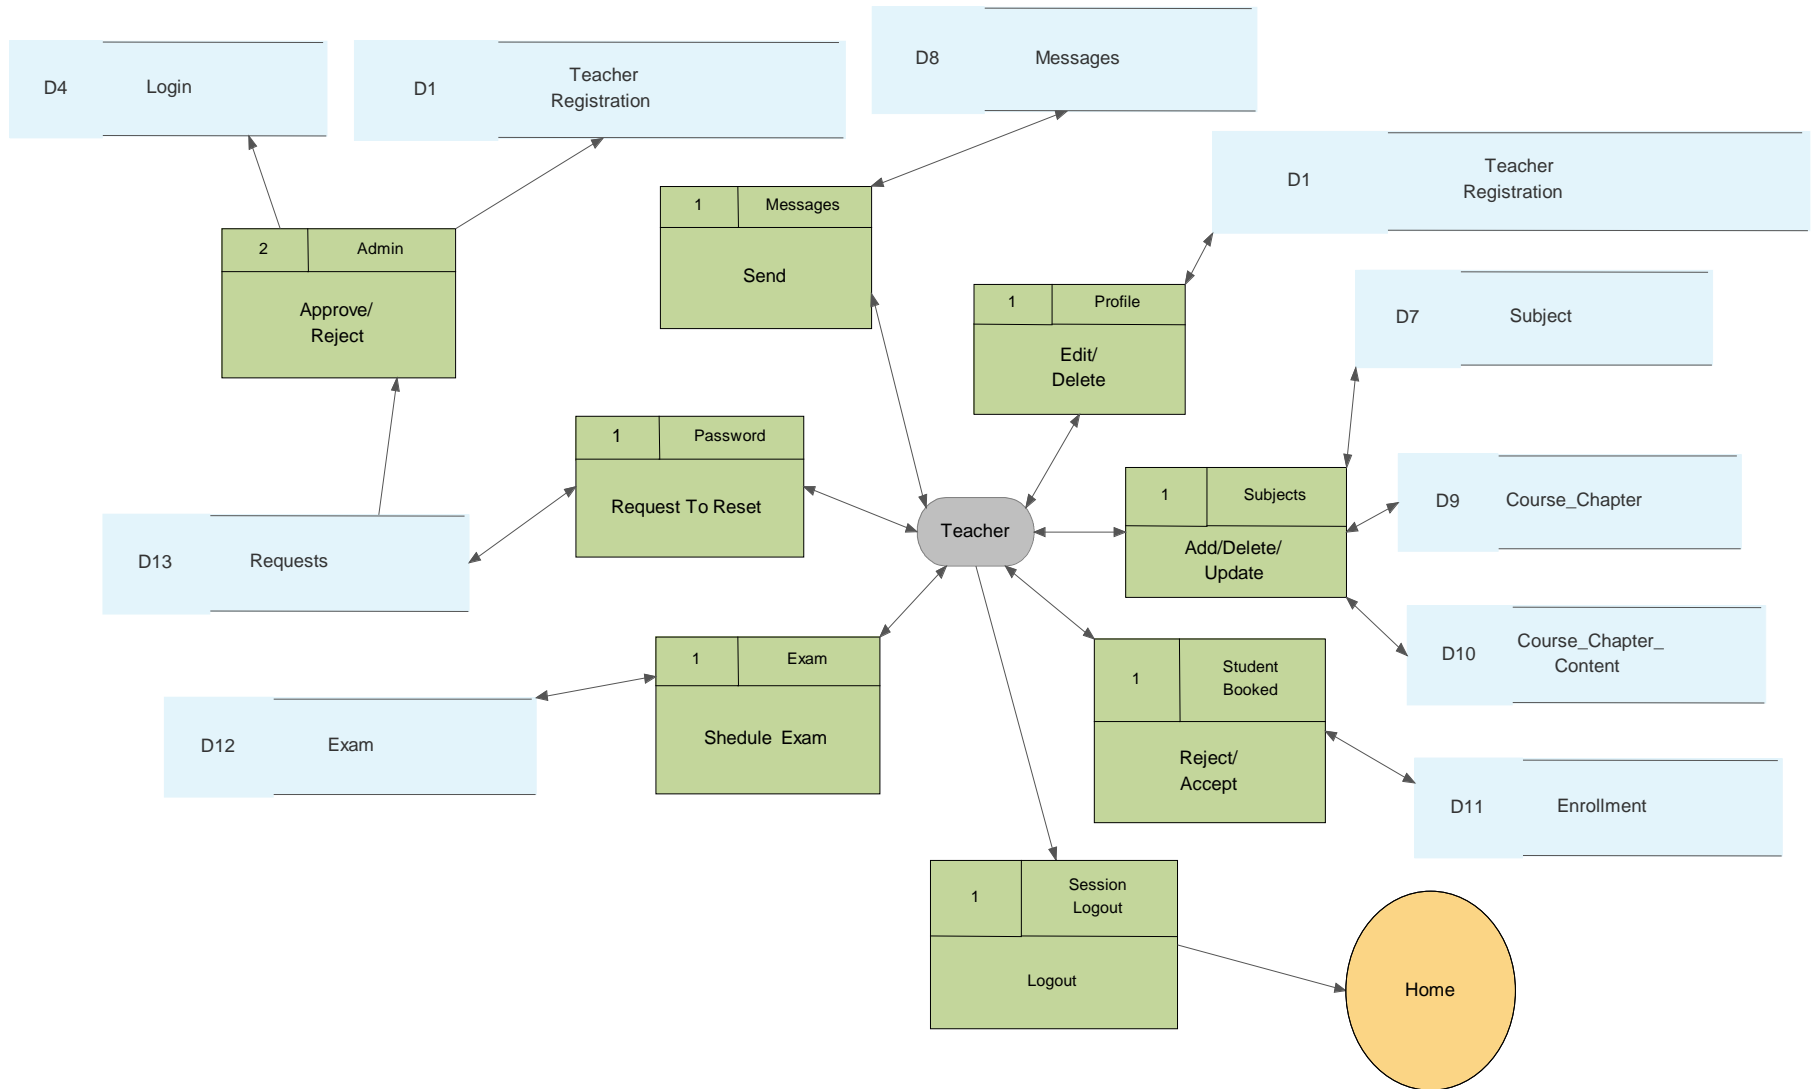 D8
Messages
D4
Login
D1
Teacher
Registration
D1
Teacher
Registration
1
Messages
Send
2
Admin
Approve/
Reject
1
Profile
Edit/
Delete
D7
Subject
1
Password
Request To Reset
1
Subjects
Add/Delete/
Update
D9
Course_Chapter
Teacher
D13
Requests
D10
Course_Chapter_
Content
1
Exam
Shedule  Exam
1
Student
Booked
Reject/
Accept
D12
Exam
D11
Enrollment
1
Session
Logout
Logout
Home